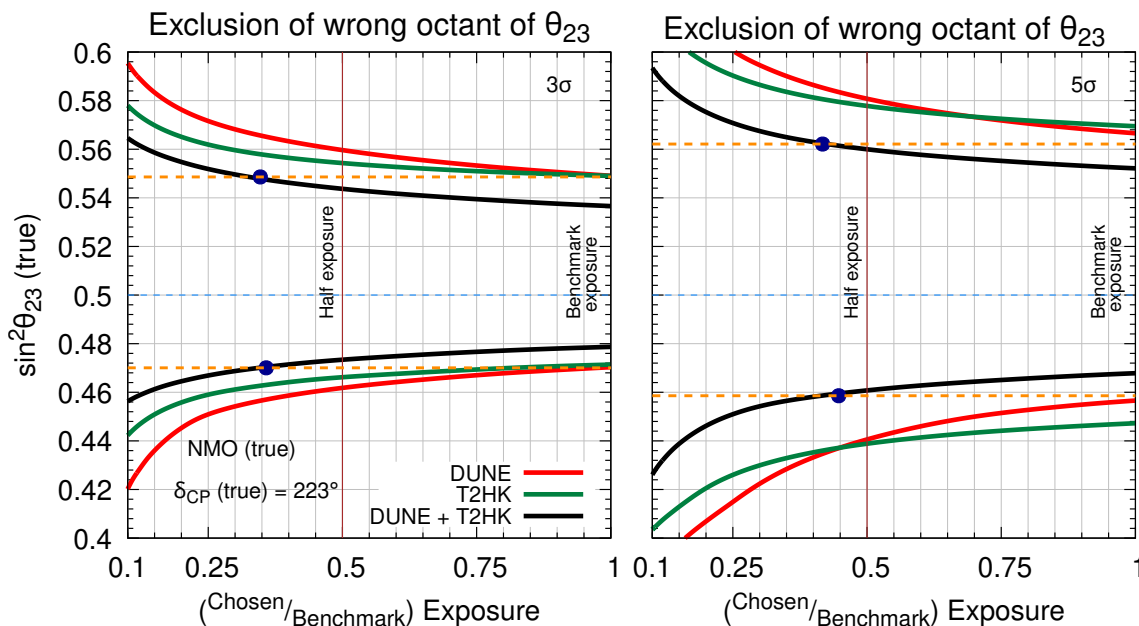 Exclusion of wrong octant of θ23
Exclusion of wrong octant of θ23
sin²θ23 (true)
0.6
0.58
0.56
0.54
0.52
0.5
0.48
0.46
0.44
0.42
0.4
3σ
Half exposure
Benchmark
exposure
NMO (true)
δCP (true) = 223°
DUNE
T2HK
DUNE + T2HK
0.1
0.25
0.5
0.75
1
(Chosen/Benchmark) Exposure
5σ
Half exposure
Benchmark
exposure
0.1
0.25
0.5
0.75
1
(Chosen/Benchmark) Exposure